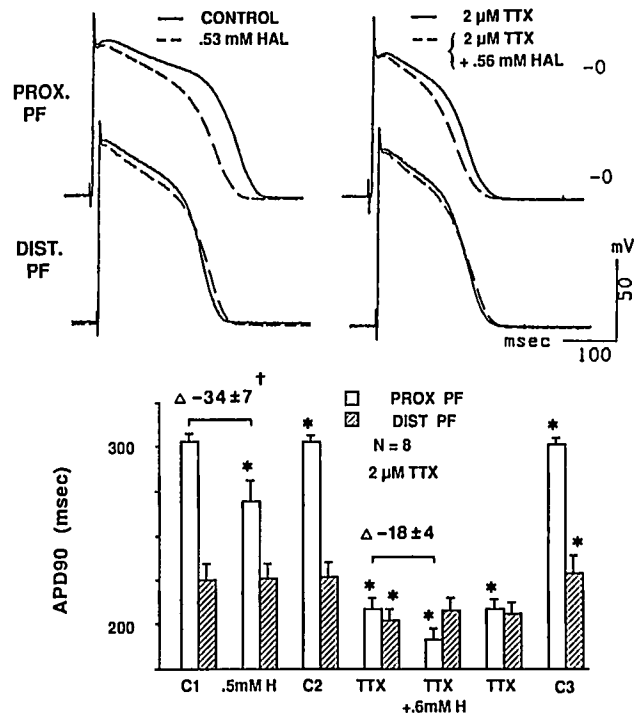 CONTROL
.53 mM HAL
2 µM TTX
2 µM TTX
+ .56 mM HAL
PROX.
PF
-0
-0
DIST.
PF
mV
50
msec
100
Δ -34 ± 7 †
PROX PF
DIST PF
N = 8
2 µM TTX
Δ -18 ± 4
* * * * * * * *
APD90 (msec)
300
200
C1
.5mM H
C2
TTX
TTX
+.6mM H
TTX
C3